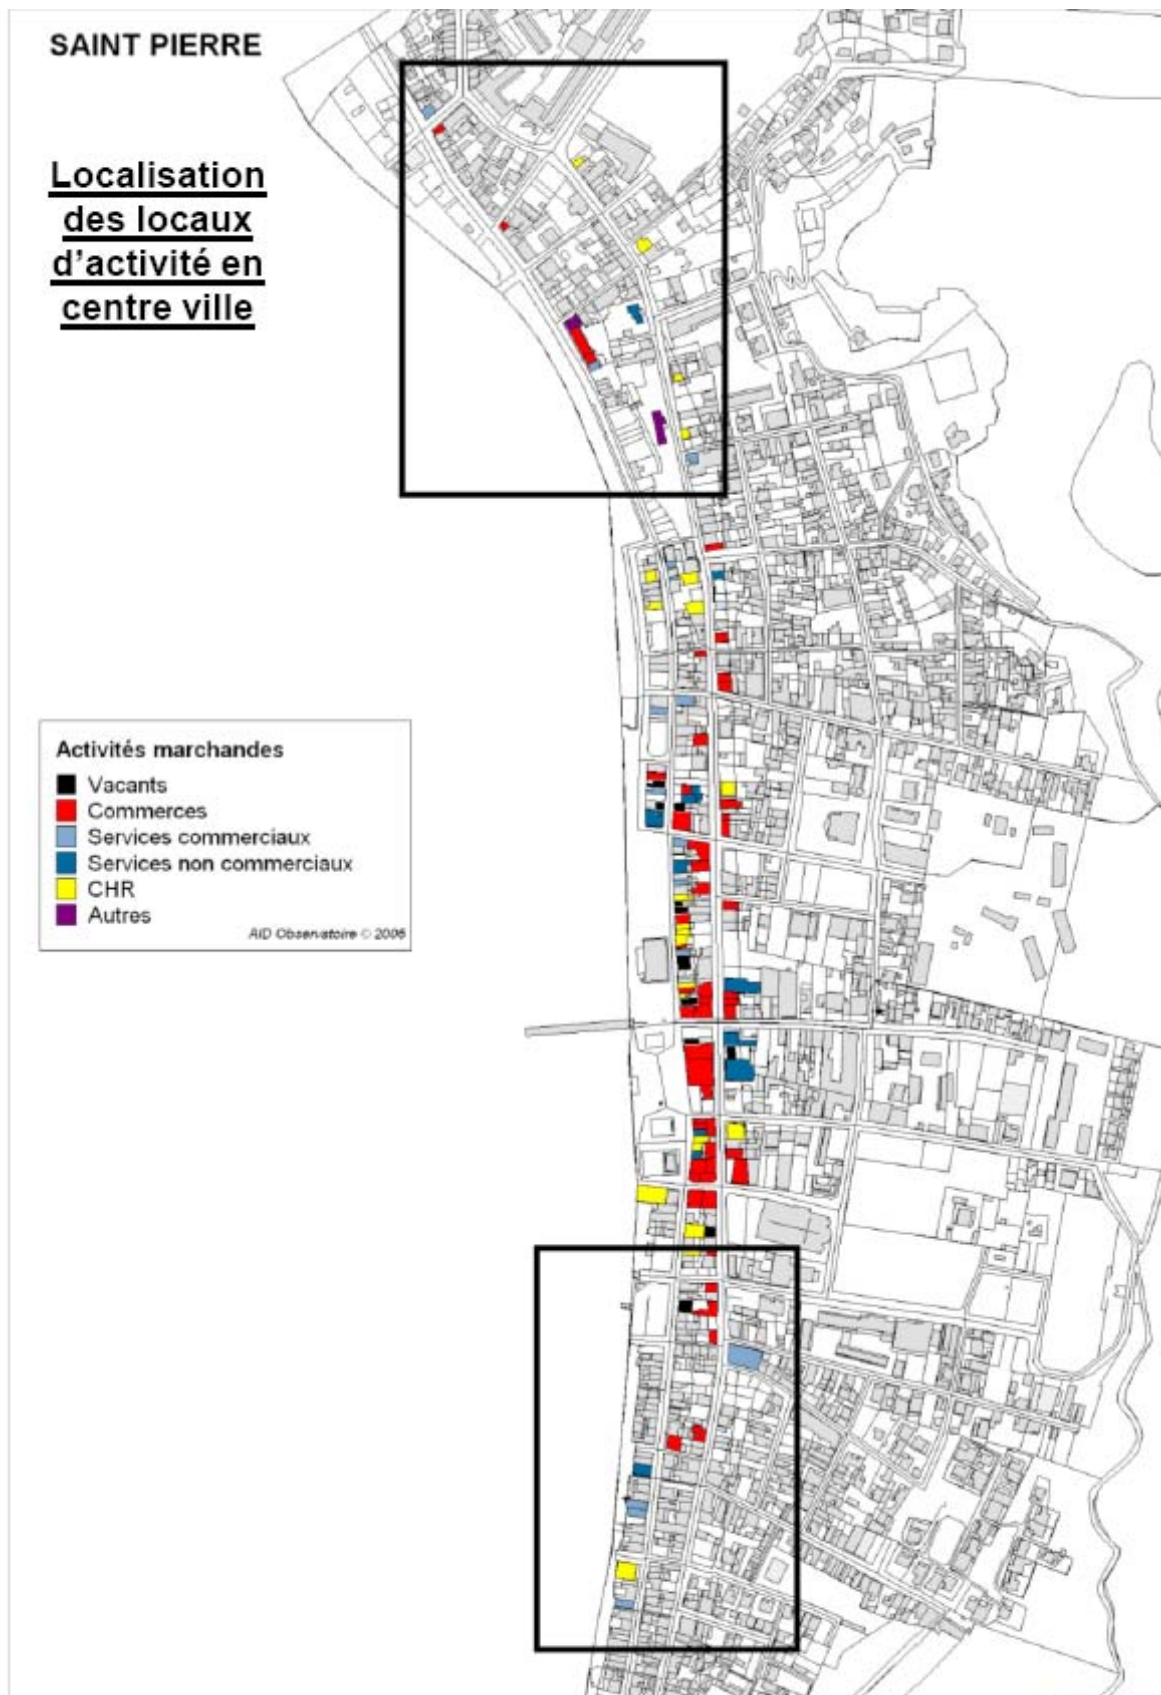 SAINT PIERRE
Localisation
des locaux
d'activité en
centre ville
Activités marchandes
Vacants
Commerces
Services commerciaux
Services non commerciaux
CHR
Autres
AID Observatoire © 2006